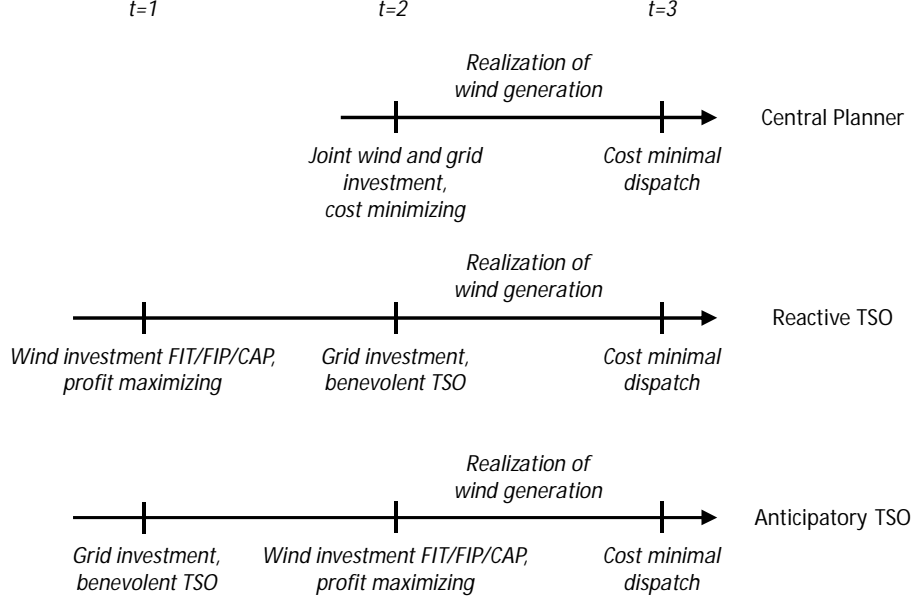 t=1
t=2
t=3
Realization of
wind generation
Central Planner
Joint wind and grid
investment,
cost minimizing
Cost minimal
dispatch
Realization of
wind generation
Reactive TSO
Wind investment FIT/FIP/CAP,
profit maximizing
Grid investment,
benevolent TSO
Cost minimal
dispatch
Realization of
wind generation
Anticipatory TSO
Grid investment,
benevolent TSO
Wind investment FIT/FIP/CAP,
profit maximizing
Cost minimal
dispatch